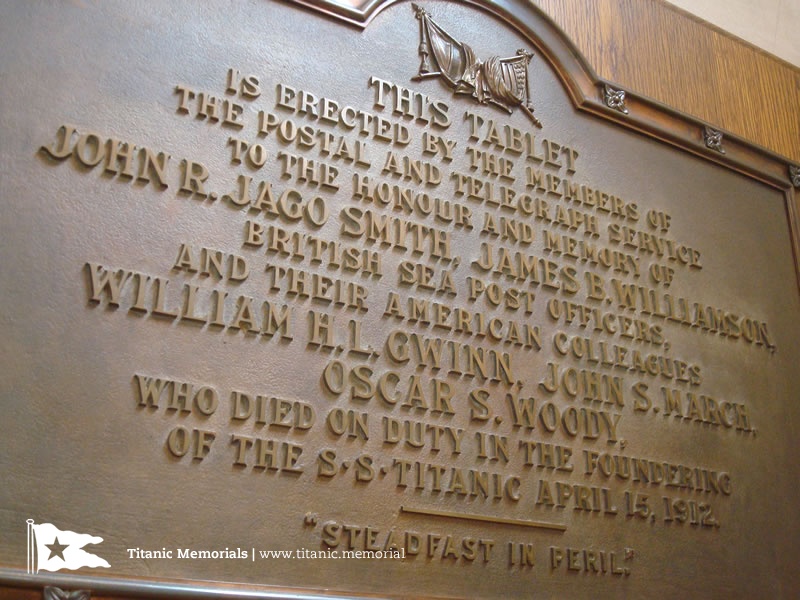 THIS TABLET
IS ERECTED BY THE MEMBERS OF
THE POSTAL AND TELEGRAPH SERVICE
TO THE HONOUR AND MEMORY OF
JOHN R. JAGO SMITH, JAMES B. WILLIAMSON,
BRITISH SEA POST OFFICERS,
AND THEIR AMERICAN COLLEAGUES
WILLIAM H. L. GWINN, JOHN S. MARCH,
OSCAR S. WOODY,
WHO DIED ON DUTY IN THE FOUNDERING
OF THE S·S·TITANIC APRIL 15, 1912.
"STEADFAST IN PERIL."
Titanic Memorials | www.titanic.memorial